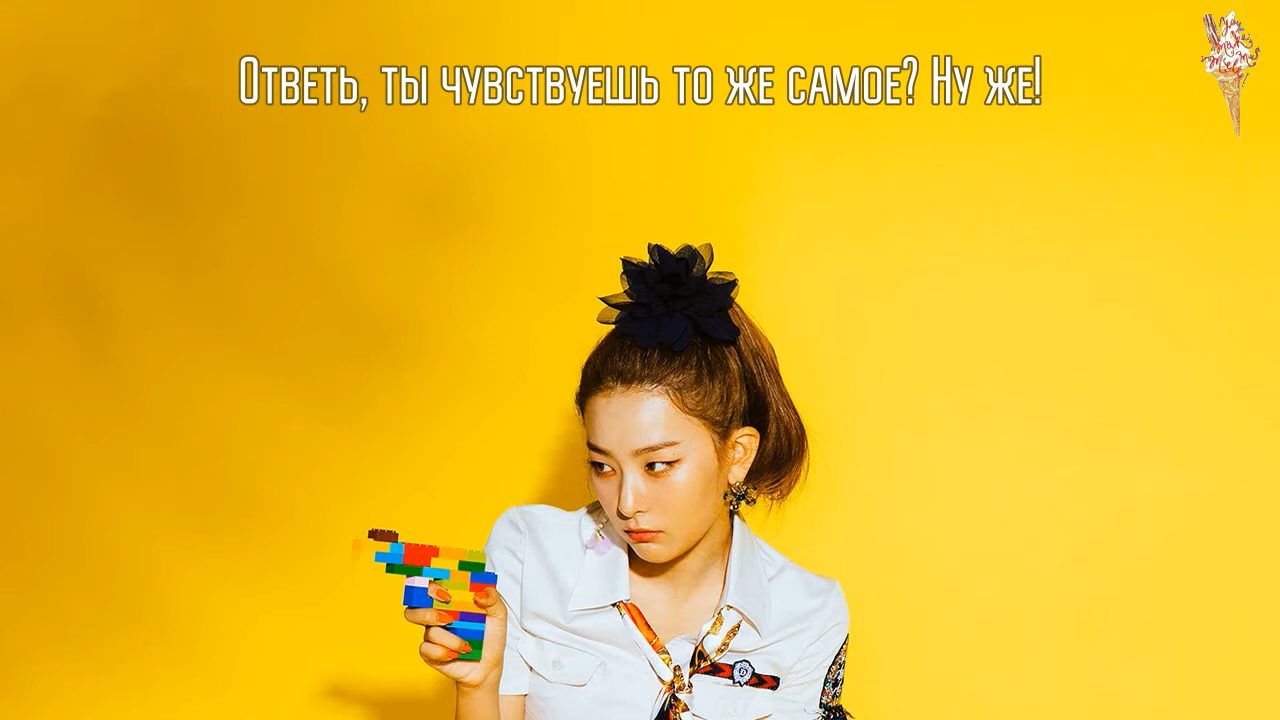 Ответь, ты чувствуешь то же самое? Ну же!